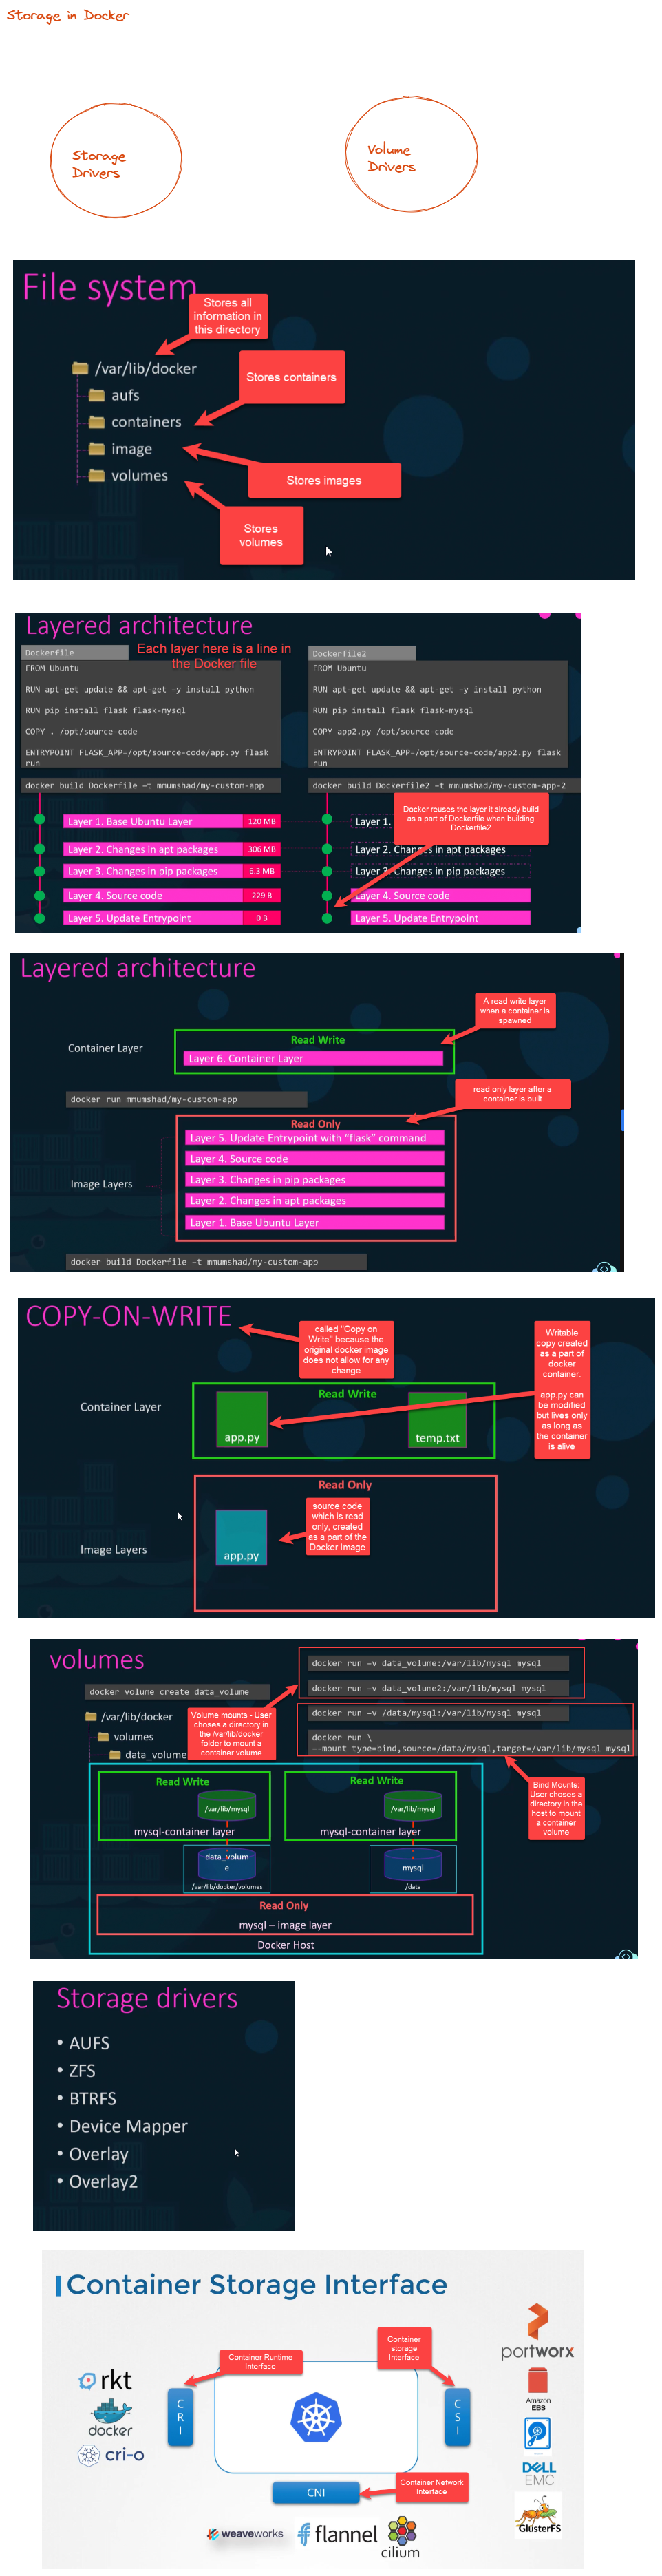 Storage in Docker
Storage
Drivers
Volume
Drivers
File system
Stores all
information in
this directory
/var/lib/docker
Stores containers
aufs
containers
image
volumes
Stores images
Stores
volumes
Layered architecture
Each layer here is a line in
the Docker file
Dockerfile
FROM Ubuntu
RUN apt-get update && apt-get –y install python
RUN pip install flask flask-mysql
COPY . /opt/source-code
ENTRYPOINT FLASK_APP=/opt/source-code/app.py flask
run
docker build Dockerfile –t mmumshad/my-custom-app
Layer 1. Base Ubuntu Layer 120 MB
Layer 2. Changes in apt packages 306 MB
Layer 3. Changes in pip packages 6.3 MB
Layer 4. Source code 229 B
Layer 5. Update Entrypoint 0 B
Dockerfile2
FROM Ubuntu
RUN apt-get update && apt-get –y install python
RUN pip install flask flask-mysql
COPY app2.py /opt/source-code
ENTRYPOINT FLASK_APP=/opt/source-code/app2.py flask
run
docker build Dockerfile2 –t mmumshad/my-custom-app-2
Docker reuses the layer it already build
as a part of Dockerfile when building
Dockerfile2
Layer 1.
Layer 2. Changes in apt packages
Layer 3. Changes in pip packages
Layer 4. Source code
Layer 5. Update Entrypoint
Layered architecture
A read write layer
when a container is
spawned
Container Layer
Read Write
Layer 6. Container Layer
docker run mmumshad/my-custom-app
read only layer after a
container is built
Read Only
Layer 5. Update Entrypoint with “flask” command
Layer 4. Source code
Layer 3. Changes in pip packages
Layer 2. Changes in apt packages
Layer 1. Base Ubuntu Layer
Image Layers
docker build Dockerfile –t mmumshad/my-custom-app
COPY-ON-WRITE
called "Copy on
Write" because the
original docker image
does not allow for any
change
Writable
copy created
as a part of
docker
container.
app.py can
be modified
but lives only
as long as
the container
is alive
Container Layer
Read Write
app.py
temp.txt
Read Only
source code
which is read
only, created
as a part of the
Docker Image
Image Layers
app.py
volumes
docker volume create data_volume
/var/lib/docker
volumes
data_volume
Volume mounts - User
choses a directory in
the /var/lib/docker
folder to mount a
container volume
docker run –v data_volume:/var/lib/mysql mysql
docker run –v data_volume2:/var/lib/mysql mysql
docker run –v /data/mysql:/var/lib/mysql mysql
docker run \
--mount type=bind,source=/data/mysql,target=/var/lib/mysql mysql
Bind Mounts:
User choses a
directory in the
host to mount
a container
volume
Read Write
/var/lib/mysql
mysql-container layer
data_volum
e
/var/lib/docker/volumes
Read Write
/var/lib/mysql
mysql-container layer
mysql
/data
Read Only
mysql – image layer
Docker Host
Storage drivers
• AUFS
• ZFS
• BTRFS
• Device Mapper
• Overlay
• Overlay2
Container Storage Interface
Container Runtime
Interface
Container
storage
Interface
rkt
docker
cri-o
C
R
I
C
S
I
CNI
Container Network
Interface
weaveworks
flannel
cilium
portworx
Amazon
EBS
DELL
EMC
GlusterFS